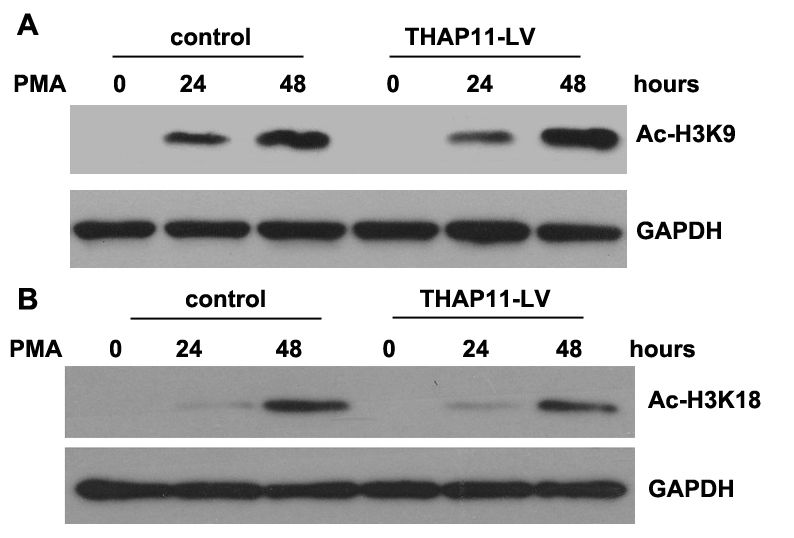 A
control THAP11-LV
PMA 0 24 48 0 24 48 hours
Ac-H3K9
GAPDH
B
control THAP11-LV
PMA 0 24 48 0 24 48 hours
Ac-H3K18
GAPDH